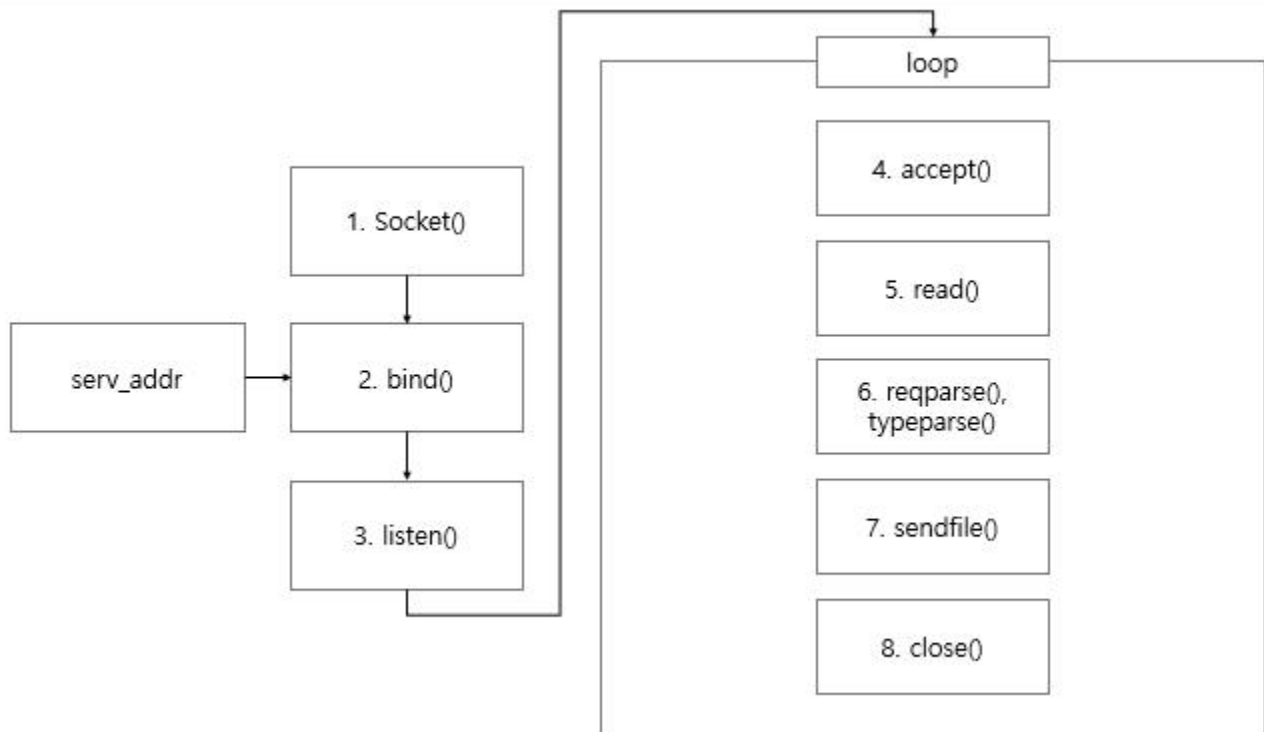 1. Socket()
serv_addr
2. bind()
3. listen()
loop
4. accept()
5. read()
6. reqparse(),
typeparse()
7. sendfile()
8. close()